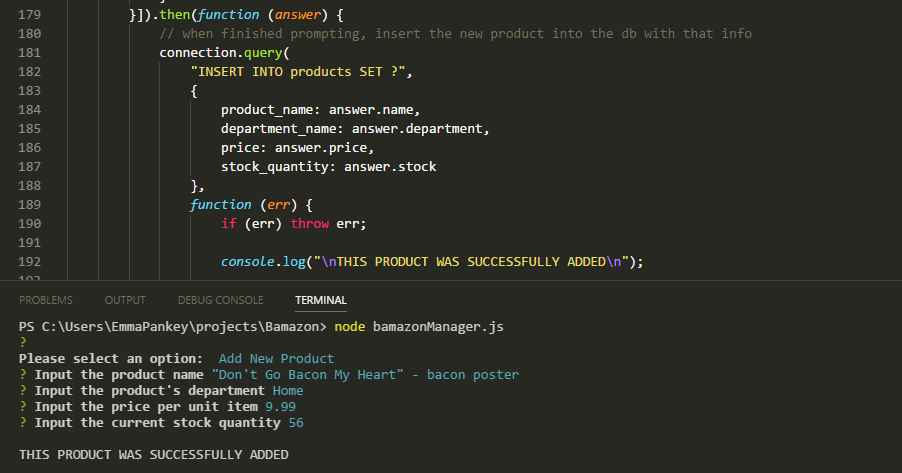 179 }]).then(function (answer) {
180 // when finished prompting, insert the new product into the db with that info
181 connection.query(
182 "INSERT INTO products SET ?",
183 {
184 product_name: answer.name,
185 department_name: answer.department,
186 price: answer.price,
187 stock_quantity: answer.stock
188 },
189 function (err) {
190 if (err) throw err;
191
192 console.log("\nTHIS PRODUCT WAS SUCCESSFULLY ADDED\n");
PROBLEMS OUTPUT DEBUG CONSOLE TERMINAL
PS C:\Users\EmmaPankey\projects\Bamazon> node bamazonManager.js
?
Please select an option:  Add New Product
? Input the product name "Don't Go Bacon My Heart" - bacon poster
? Input the product's department Home
? Input the price per unit item 9.99
? Input the current stock quantity 56
THIS PRODUCT WAS SUCCESSFULLY ADDED